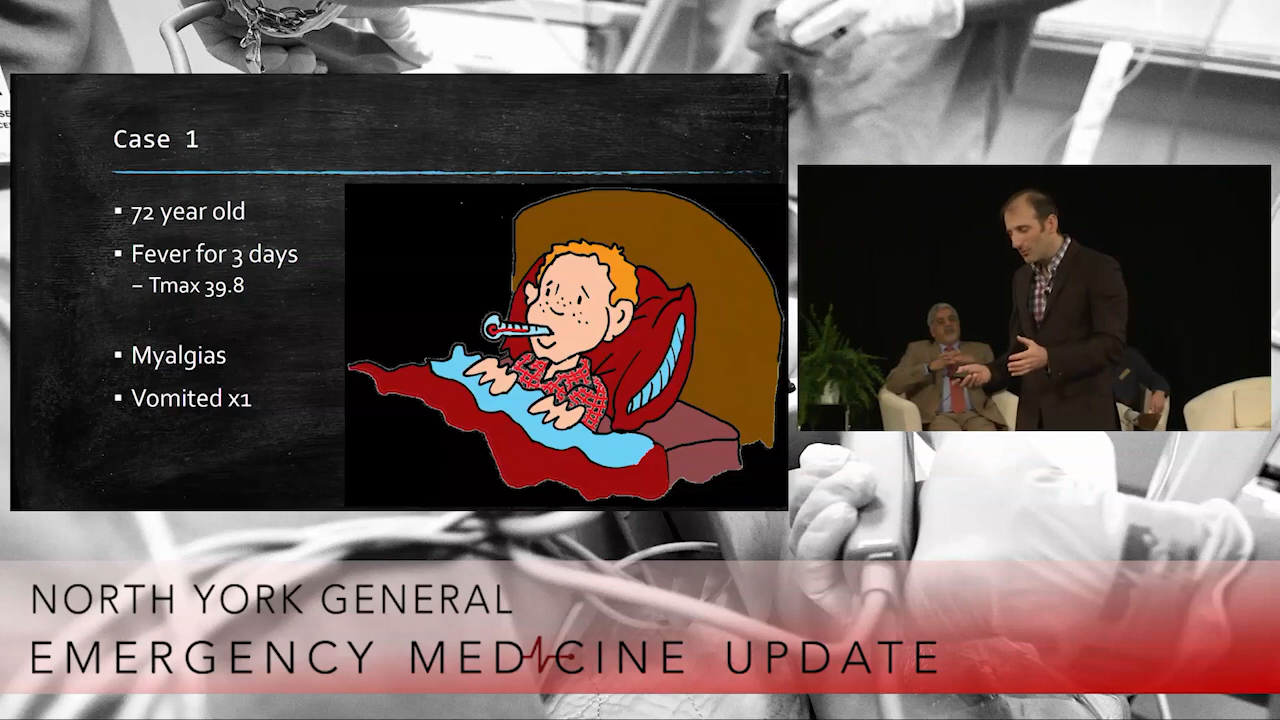 Case 1
▪ 72 year old
▪ Fever for 3 days
– Tmax 39.8
▪ Myalgias
▪ Vomited x1
NORTH YORK GENERAL
EMERGENCY MEDICINE UPDATE